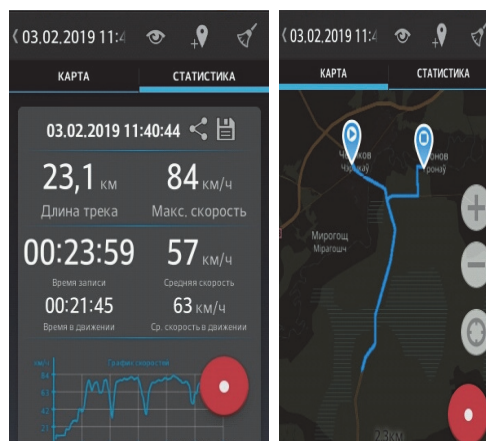 03.02.2019 11:4
КАРТА
СТАТИСТИКА
03.02.2019 11:40:44
23,1 км
84 км/ч
Длина трека
Макс. скорость
00:23:59
57 км/ч
Время записи
Средняя скорость
00:21:45
63 км/ч
Время в движении
Ср. скорость в движении
км/ч
График скоростей
84
63
42
21
03.02.2019 11:4
КАРТА
СТАТИСТИКА
Мирогощ
Мірагошч